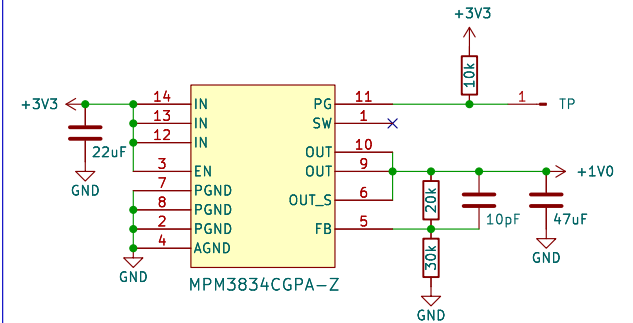 +3V3
10k
+3V3
14 IN PG 11 1 TP
13 IN SW 1
12 IN OUT 10
22uF
3 EN OUT 9 +1V0
GND
7 PGND
8 PGND OUT_S 6 20k 10pF 47uF
2 PGND FB 5
4 AGND
30k
GND
GND
MPM3834CGPA-Z
GND